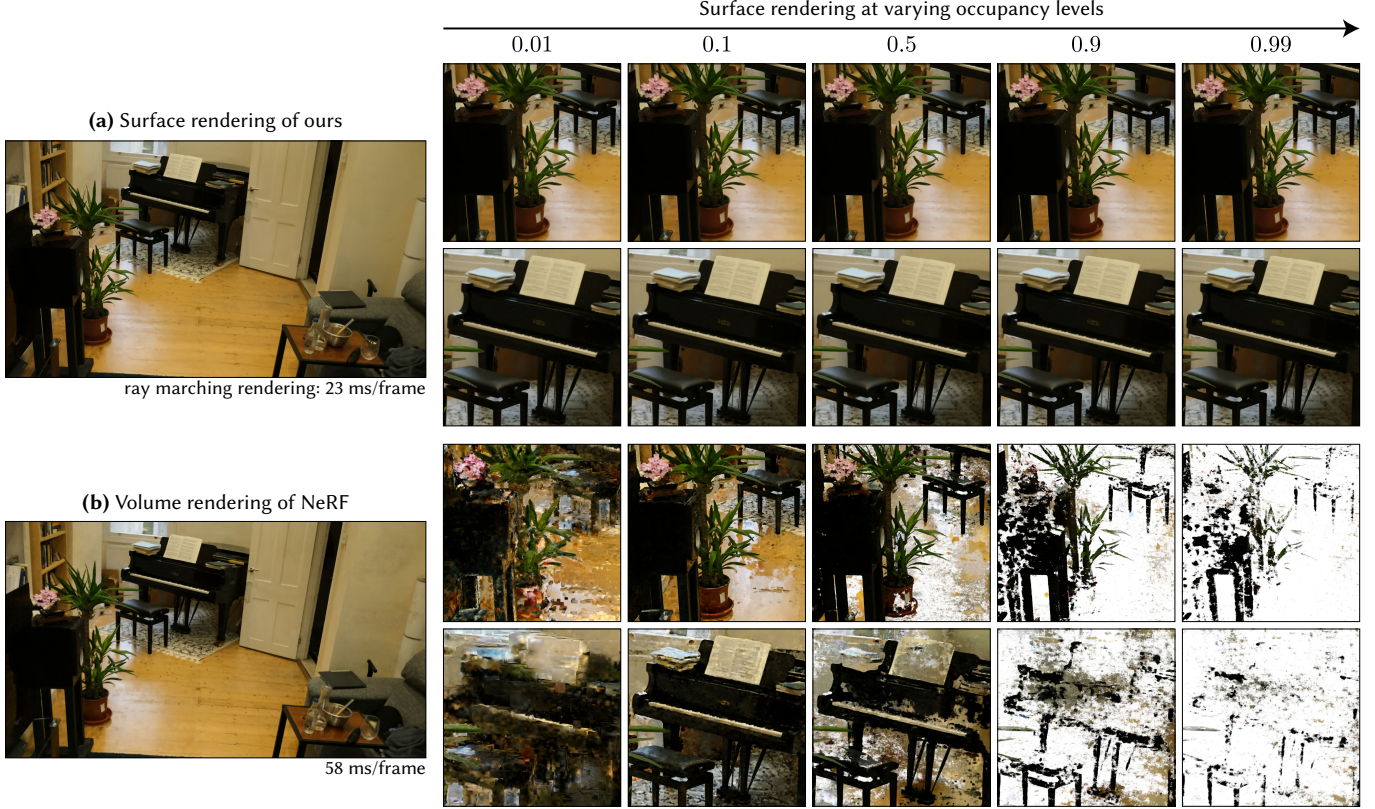 Surface rendering at varying occupancy levels
0.01 0.1 0.5 0.9 0.99
(a) Surface rendering of ours
ray marching rendering: 23 ms/frame
(b) Volume rendering of NeRF
58 ms/frame